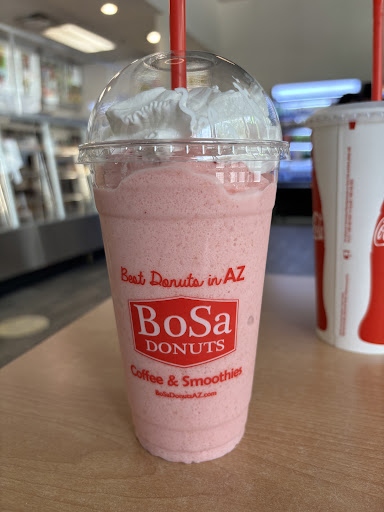 Best Donuts in AZ
BoSa
DONUTS
Coffee & Smoothies
BoSaDonutsAZ.com